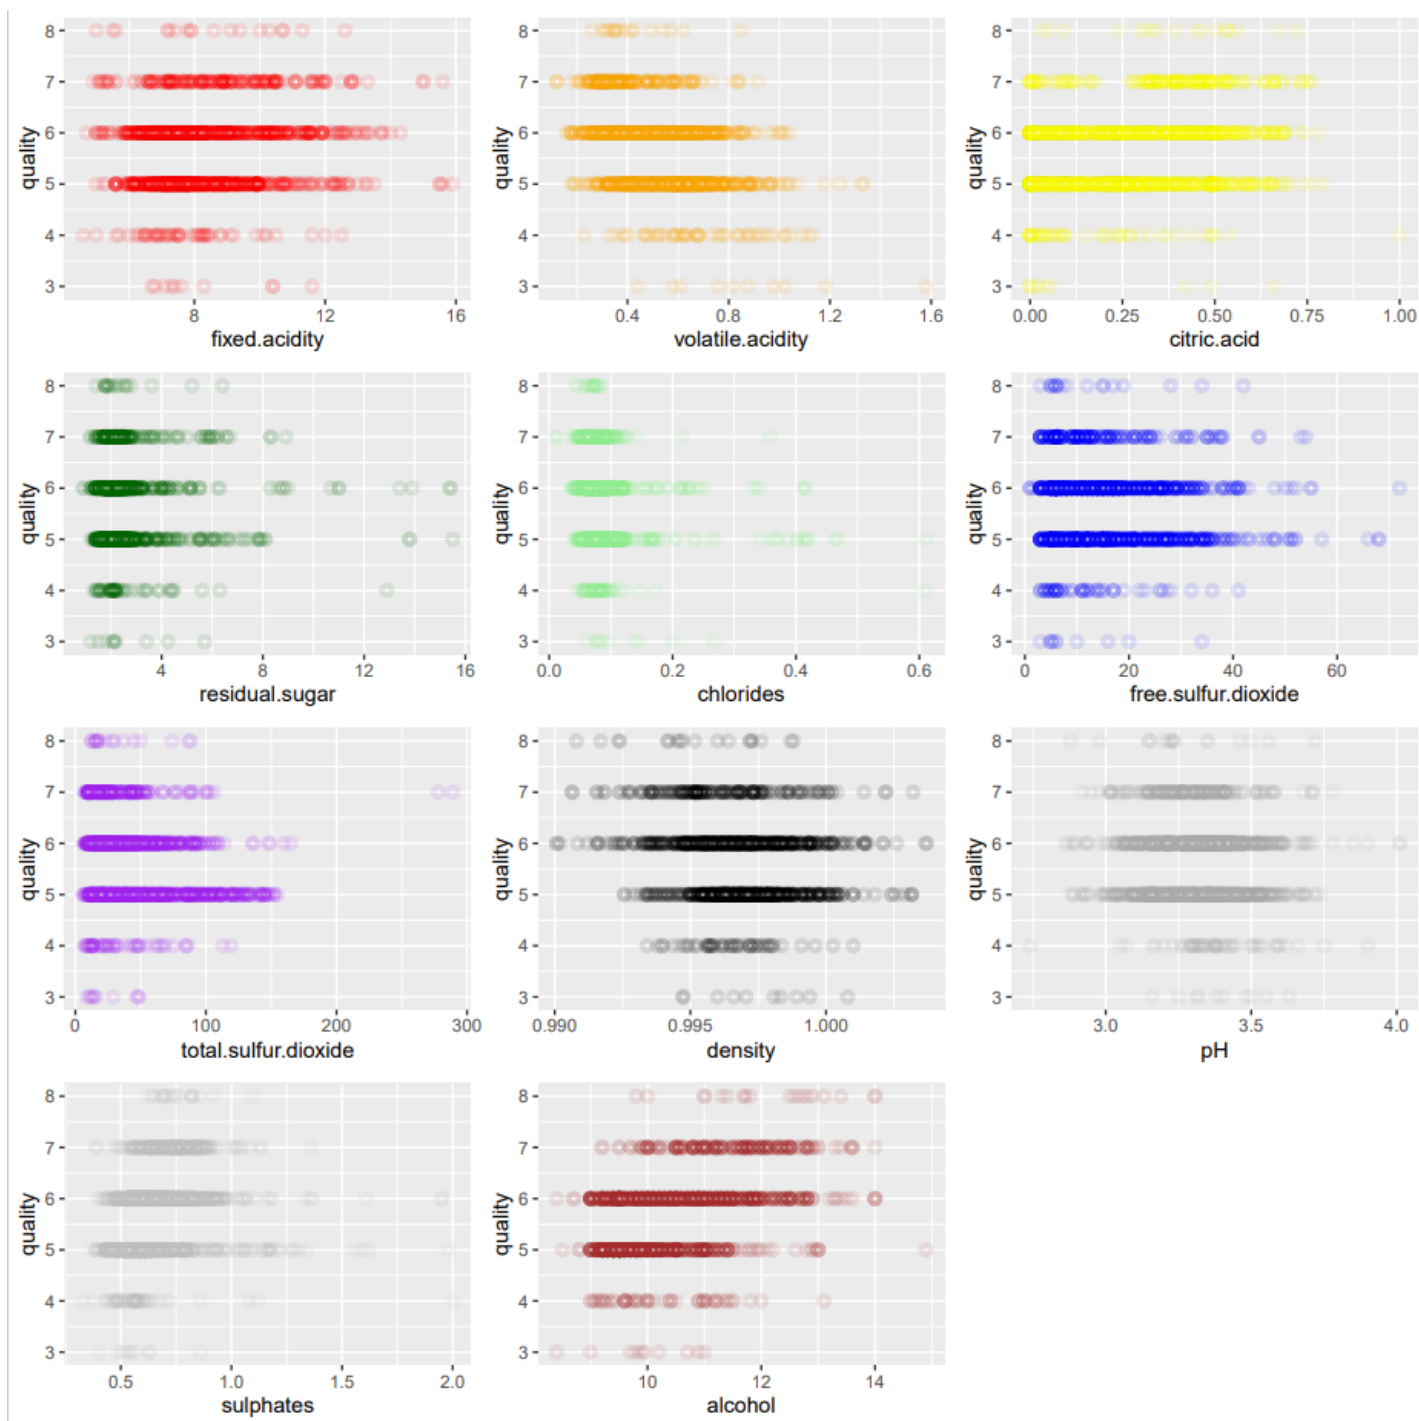 8
7
6
5
4
3
quality
8 12 16
fixed.acidity
8
7
6
5
4
3
quality
0.4 0.8 1.2 1.6
volatile.acidity
8
7
6
5
4
3
quality
0.00 0.25 0.50 0.75 1.00
citric.acid
8
7
6
5
4
3
quality
4 8 12 16
residual.sugar
8
7
6
5
4
3
quality
0.0 0.2 0.4 0.6
chlorides
8
7
6
5
4
3
quality
0 20 40 60
free.sulfur.dioxide
8
7
6
5
4
3
quality
0 100 200 300
total.sulfur.dioxide
8
7
6
5
4
3
quality
0.990 0.995 1.000
density
8
7
6
5
4
3
quality
3.0 3.5 4.0
pH
8
7
6
5
4
3
quality
0.5 1.0 1.5 2.0
sulphates
8
7
6
5
4
3
quality
10 12 14
alcohol